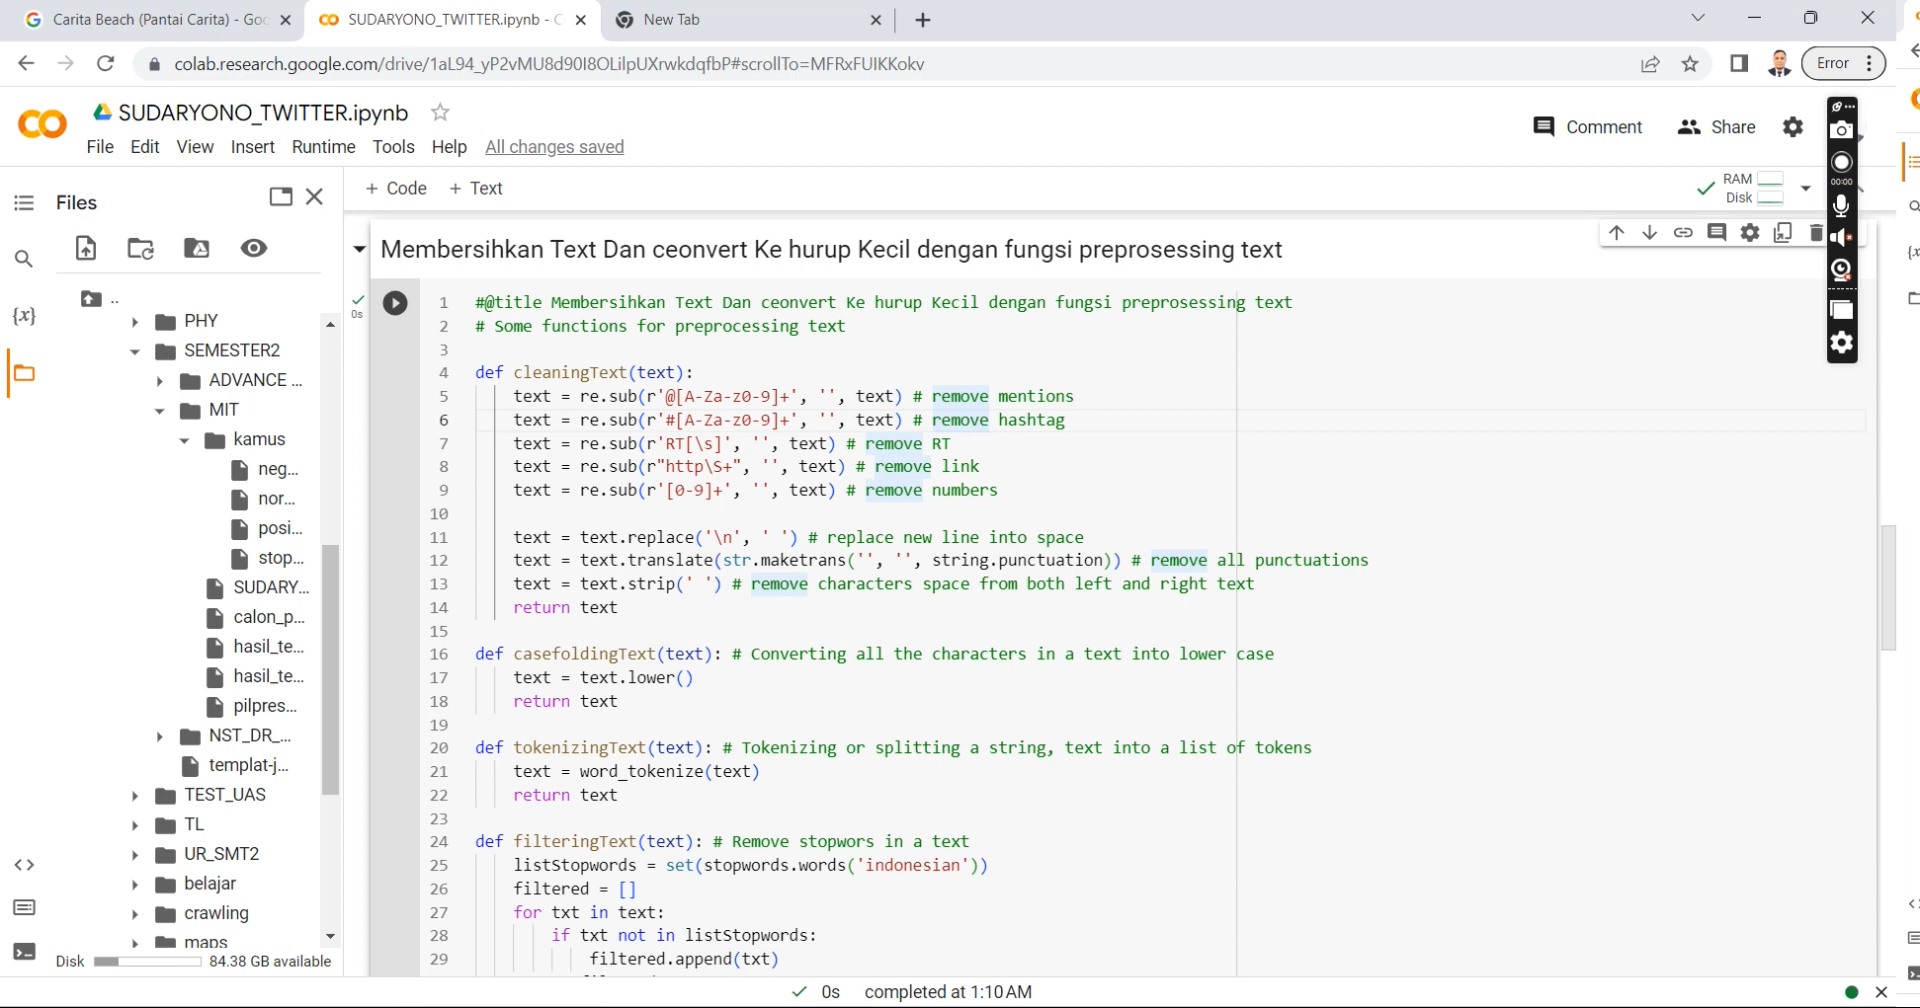 Carita Beach (Pantai Carita) - Goo
SUDARYONO_TWITTER.ipynb - C
New Tab
colab.research.google.com/drive/1aL94_yP2vMU8d90I8OLilpUXrwkdqfbP#scrollTo=MFRxFUIKKokv
Error
SUDARYONO_TWITTER.ipynb
File Edit View Insert Runtime Tools Help All changes saved
Comment
Share
Files
+ Code + Text
RAM
Disk
00:00
..
PHY
SEMESTER2
ADVANCE ...
MIT
kamus
neg...
nor...
posi...
stop...
SUDARY...
calon_p...
hasil_te...
hasil_te...
pilpres...
NST_DR_...
templat-j...
TEST_UAS
TL
UR_SMT2
belajar
crawling
maps
Disk 84.38 GB available
Membersihkan Text Dan ceonvert Ke hurup Kecil dengan fungsi preprosessing text
0s
1 #@title Membersihkan Text Dan ceonvert Ke hurup Kecil dengan fungsi preprosessing text
2 # Some functions for preprocessing text
3
4 def cleaningText(text):
5 text = re.sub(r'@[A-Za-z0-9]+', '', text) # remove mentions
6 text = re.sub(r'#[A-Za-z0-9]+', '', text) # remove hashtag
7 text = re.sub(r'RT[\s]', '', text) # remove RT
8 text = re.sub(r"http\S+", '', text) # remove link
9 text = re.sub(r'[0-9]+', '', text) # remove numbers
10
11 text = text.replace('\n', ' ') # replace new line into space
12 text = text.translate(str.maketrans('', '', string.punctuation)) # remove all punctuations
13 text = text.strip(' ') # remove characters space from both left and right text
14 return text
15
16 def casefoldingText(text): # Converting all the characters in a text into lower case
17 text = text.lower()
18 return text
19
20 def tokenizingText(text): # Tokenizing or splitting a string, text into a list of tokens
21 text = word_tokenize(text)
22 return text
23
24 def filteringText(text): # Remove stopwors in a text
25 listStopwords = set(stopwords.words('indonesian'))
26 filtered = []
27 for txt in text:
28 if txt not in listStopwords:
29 filtered.append(txt)
0s completed at 1:10 AM